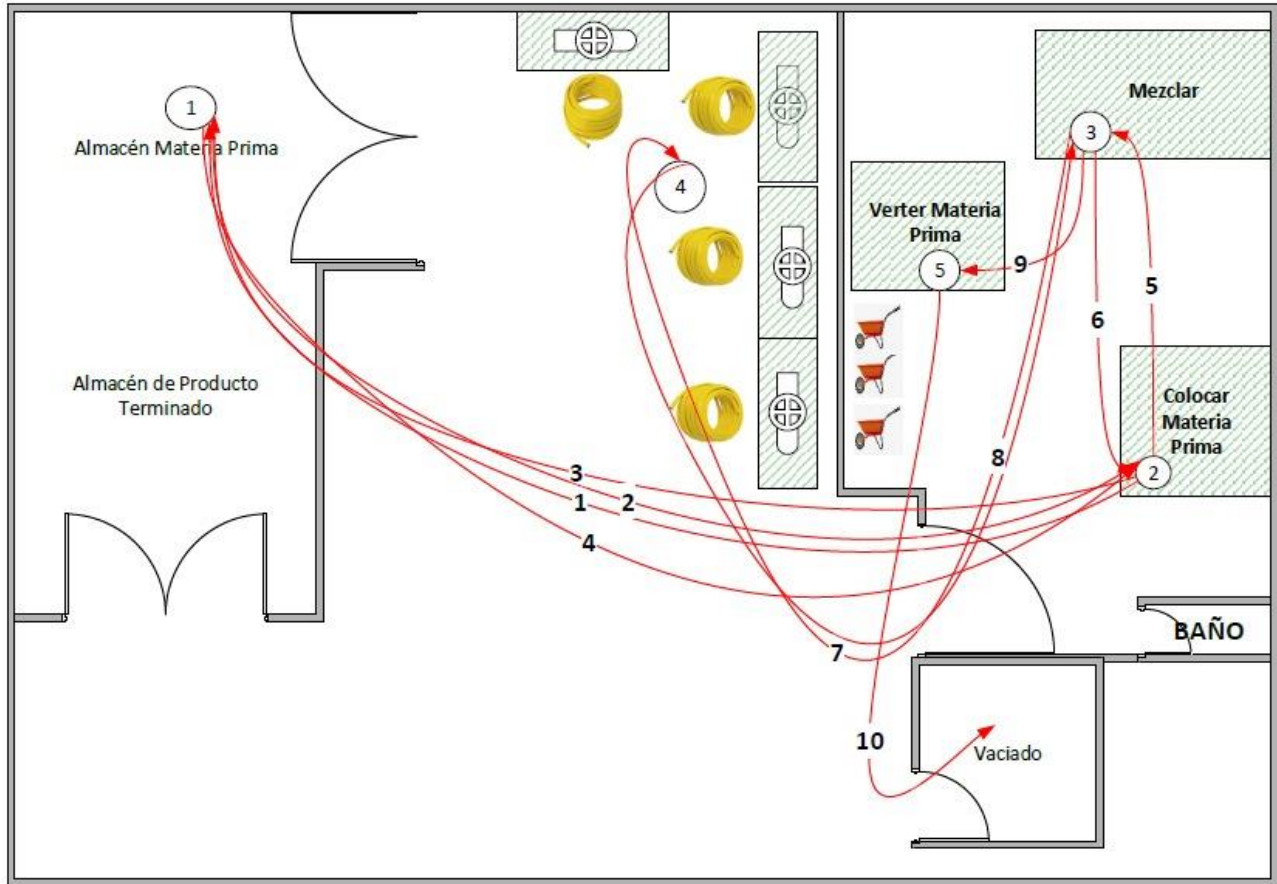 1
Almacén Materia Prima
Almacén de Producto
Terminado
4
Mezclar
3
Verter Materia
Prima
5
9
5
6
Colocar
Materia
Prima
2
8
3
1
2
4
7
BAÑO
10
Vaciado